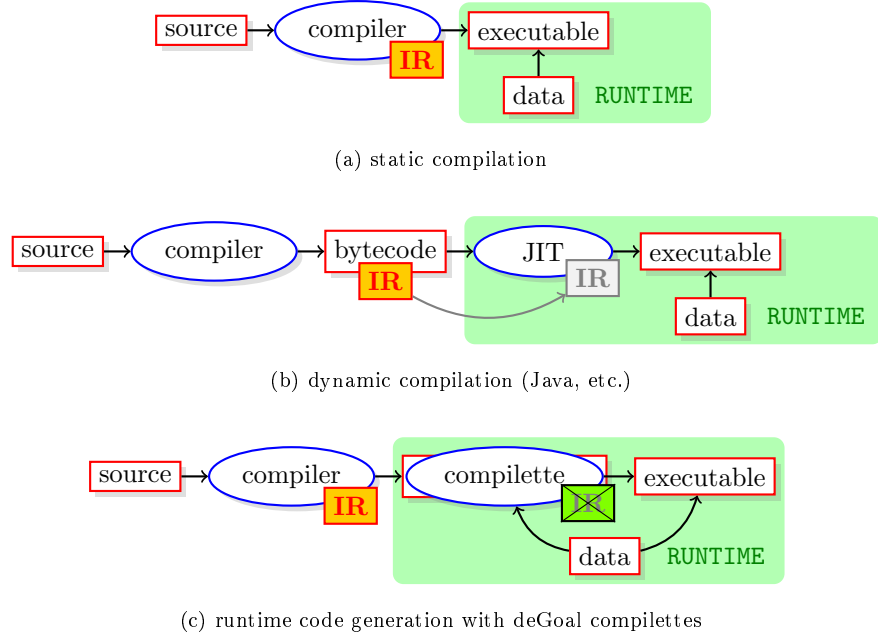 source compiler executable
IR
data RUNTIME
(a) static compilation
source compiler bytecode JIT executable
IR IR
data RUNTIME
(b) dynamic compilation (Java, etc.)
source compiler compilette executable
IR IR
data RUNTIME
(c) runtime code generation with deGoal compilettes